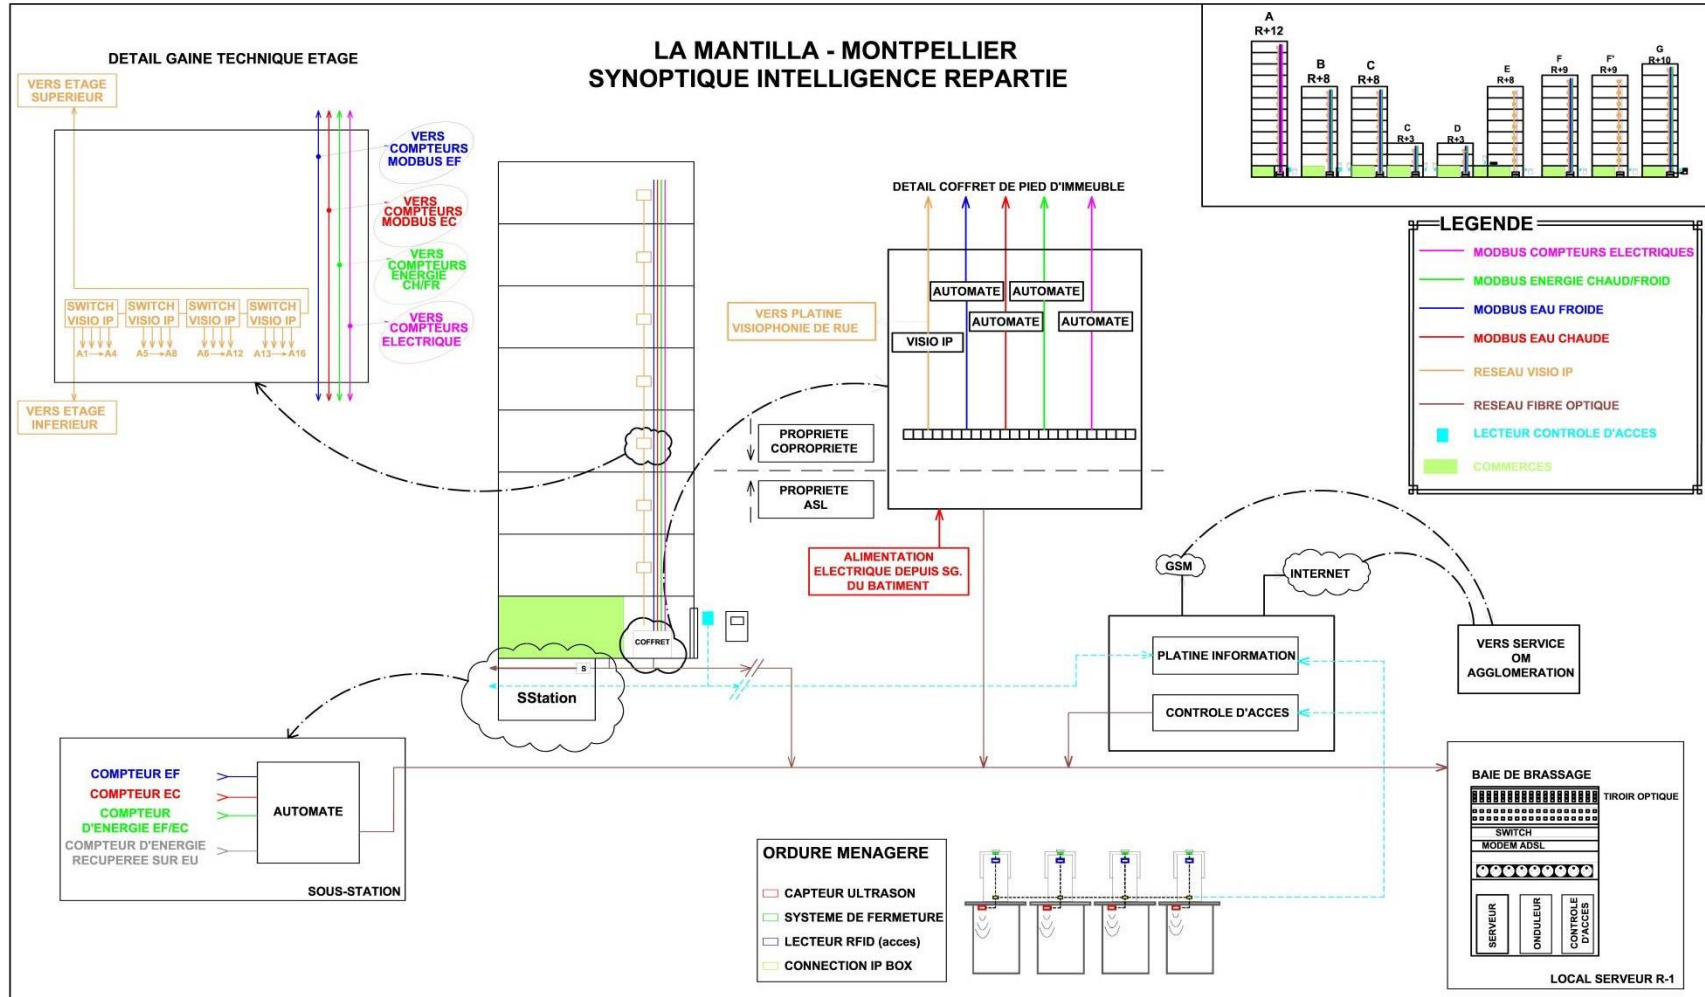 LA MANTILLA - MONTPELLIER
SYNOPTIQUE INTELLIGENCE REPARTIE
DETAIL GAINE TECHNIQUE ETAGE
VERS ETAGE
SUPERIEUR
VERS
COMPTEURS
MODBUS EF
VERS
COMPTEURS
MODBUS EC
VERS
COMPTEURS
ENERGIE
CH/FR
VERS
COMPTEURS
ELECTRIQUE
SWITCH
VISIO IP
SWITCH
VISIO IP
SWITCH
VISIO IP
SWITCH
VISIO IP
A1 A4
A5 A8
A6 A12
A13 A16
VERS ETAGE
INFERIEUR
A
R+12
B
R+8
C
R+8
C
R+3
D
R+3
E
R+8
F
R+9
F'
R+9
G
R+10
DETAIL COFFRET DE PIED D'IMMEUBLE
VERS PLATINE
VISIOPHONIE DE RUE
AUTOMATE
AUTOMATE
AUTOMATE
AUTOMATE
VISIO IP
PROPRIETE
COPROPRIETE
PROPRIETE
ASL
ALIMENTATION
ELECTRIQUE DEPUIS SG.
DU BATIMENT
LEGENDE
MODBUS COMPTEURS ELECTRIQUES
MODBUS ENERGIE CHAUD/FROID
MODBUS EAU FROIDE
MODBUS EAU CHAUDE
RESEAU VISIO IP
RESEAU FIBRE OPTIQUE
LECTEUR CONTROLE D'ACCES
COMMERCES
GSM
INTERNET
PLATINE INFORMATION
CONTROLE D'ACCES
VERS SERVICE
OM
AGGLOMERATION
COFFRET
S
SStation
COMPTEUR EF
COMPTEUR EC
COMPTEUR
D'ENERGIE EF/EC
COMPTEUR D'ENERGIE
RECUPEREE SUR EU
AUTOMATE
SOUS-STATION
ORDURE MENAGERE
CAPTEUR ULTRASON
SYSTEME DE FERMETURE
LECTEUR RFID (acces)
CONNECTION IP BOX
BAIE DE BRASSAGE
TIROIR OPTIQUE
SWITCH
MODEM ADSL
SERVEUR
ONDULEUR
CONTROLE
D'ACCES
LOCAL SERVEUR R-1